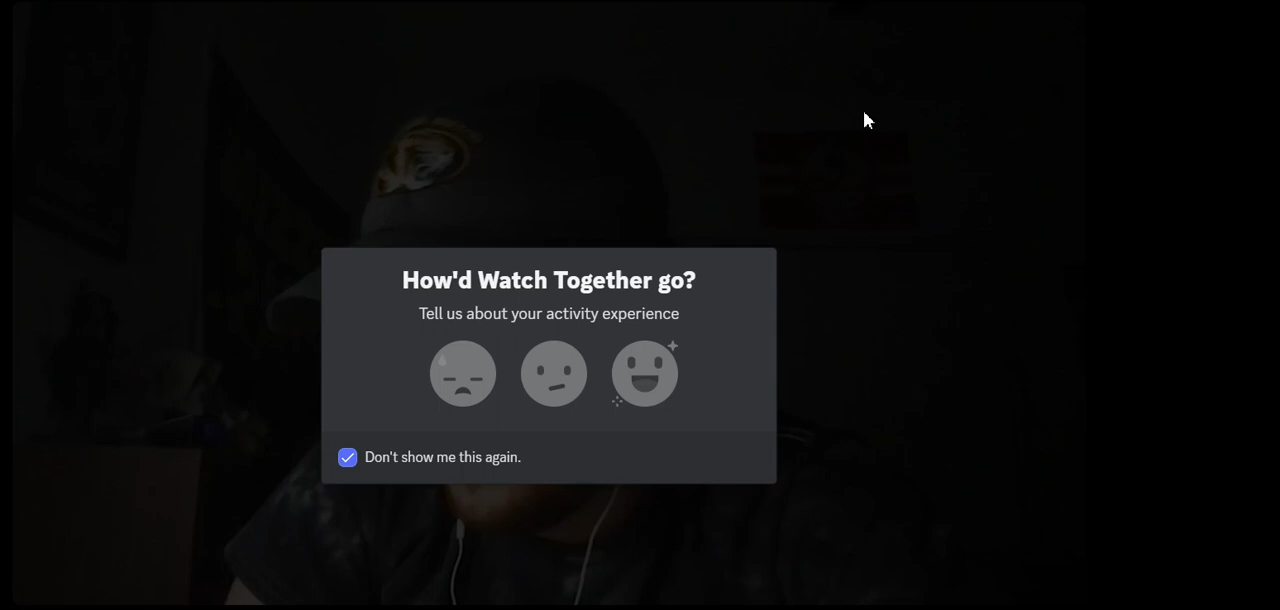 How'd Watch Together go?
Tell us about your activity experience
Don't show me this again.